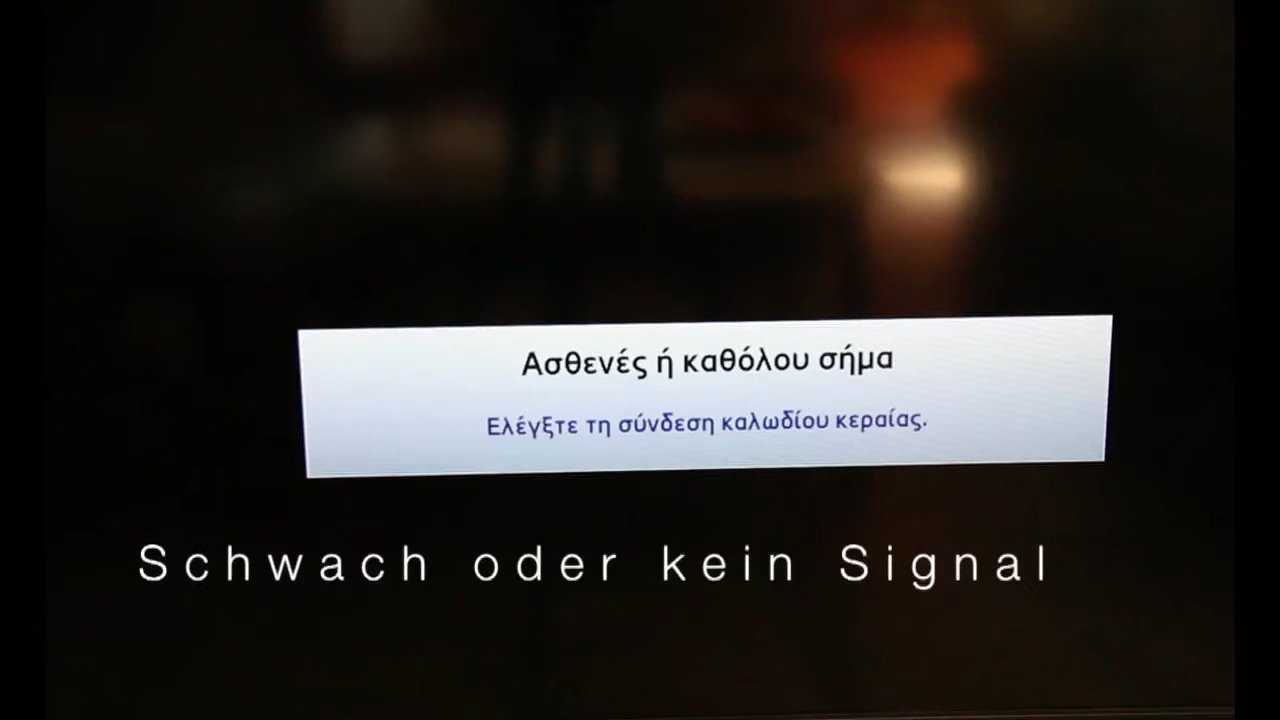 Ασθενές ή καθόλου σήμα
Ελέγξτε τη σύνδεση καλωδίου κεραίας.
Schwach oder kein Signal